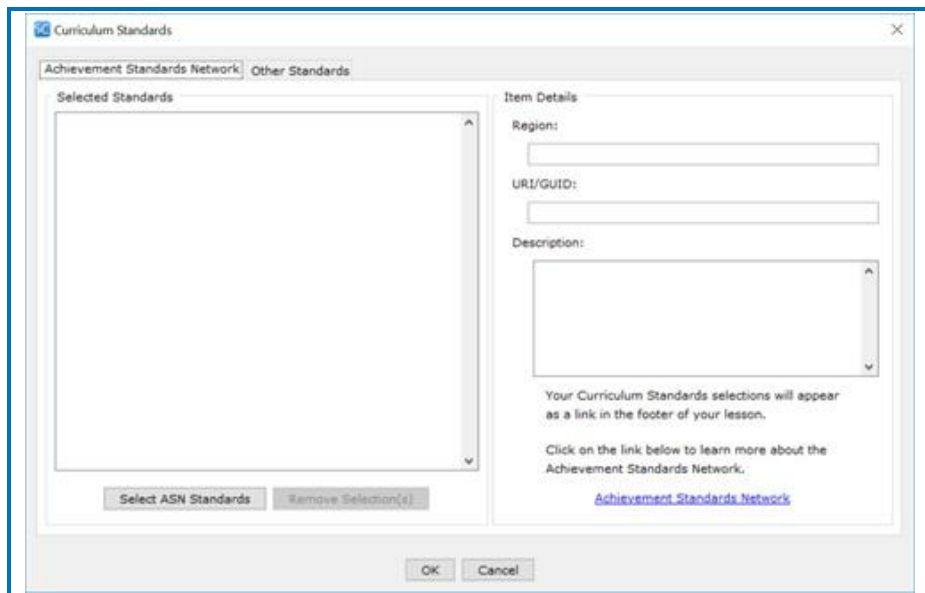 SC Curriculum Standards
Achievement Standards Network
Other Standards
Selected Standards
Select ASN Standards
Remove Selection(s)
Item Details
Region:
URI/GUID:
Description:
Your Curriculum Standards selections will appear
as a link in the footer of your lesson.
Click on the link below to learn more about the
Achievement Standards Network.
Achievement Standards Network
OK
Cancel